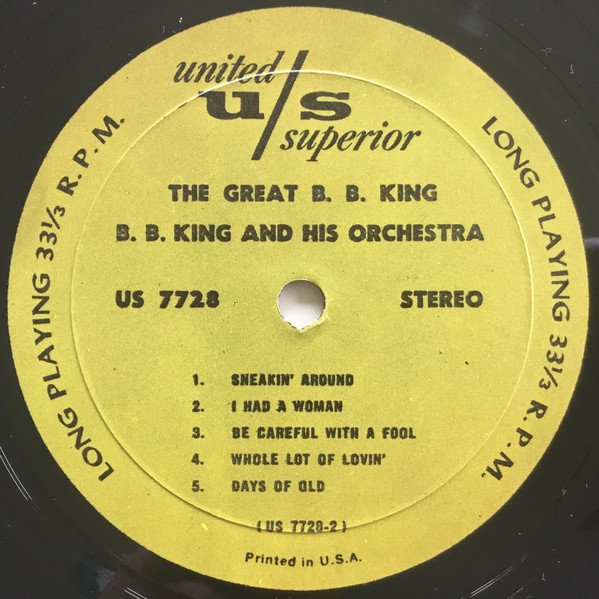 united
u/s
superior
THE GREAT B. B. KING
B. B. KING AND HIS ORCHESTRA
US 7728
STEREO
1. SNEAKIN' AROUND
2. I HAD A WOMAN
3. BE CAREFUL WITH A FOOL
4. WHOLE LOT OF LOVIN'
5. DAYS OF OLD
( US 7728-2 )
Printed in U.S.A.
LONG PLAYING 33⅓ R.P.M.
LONG PLAYING 33⅓ R.P.M.